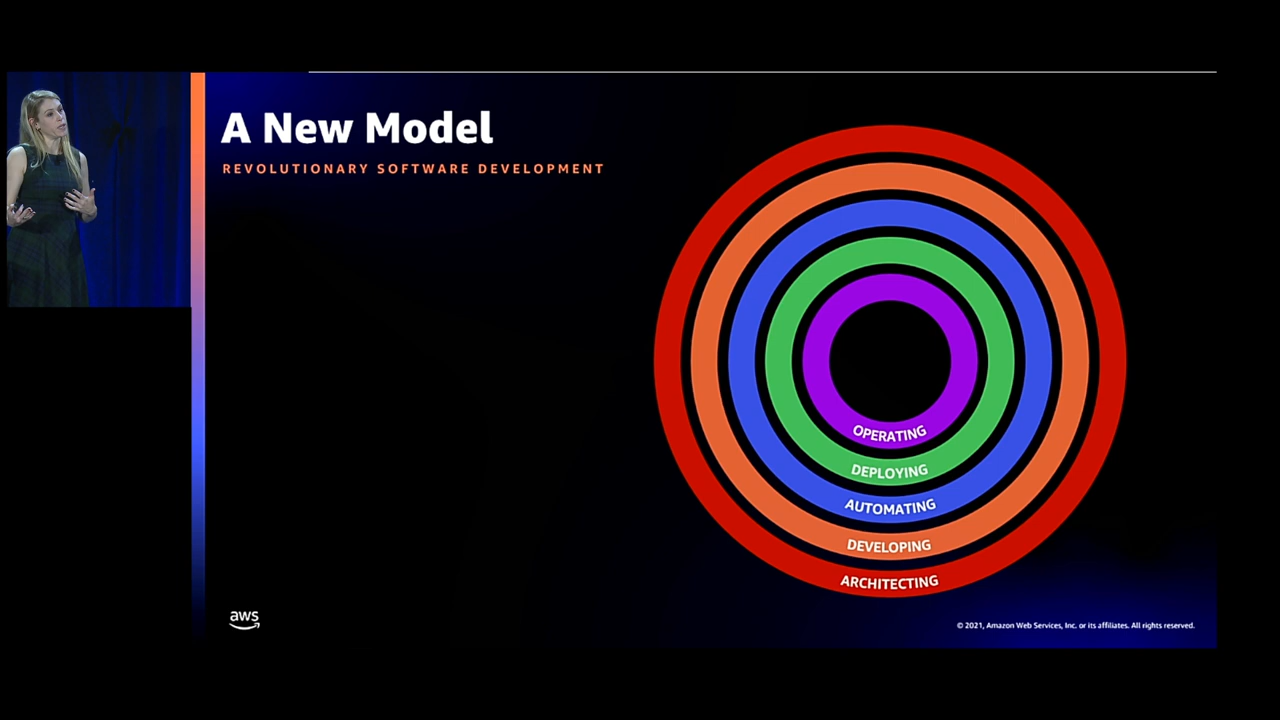 A New Model
REVOLUTIONARY SOFTWARE DEVELOPMENT
OPERATING
DEPLOYING
AUTOMATING
DEVELOPING
ARCHITECTING
aws
© 2021, Amazon Web Services, Inc. or its affiliates. All rights reserved.